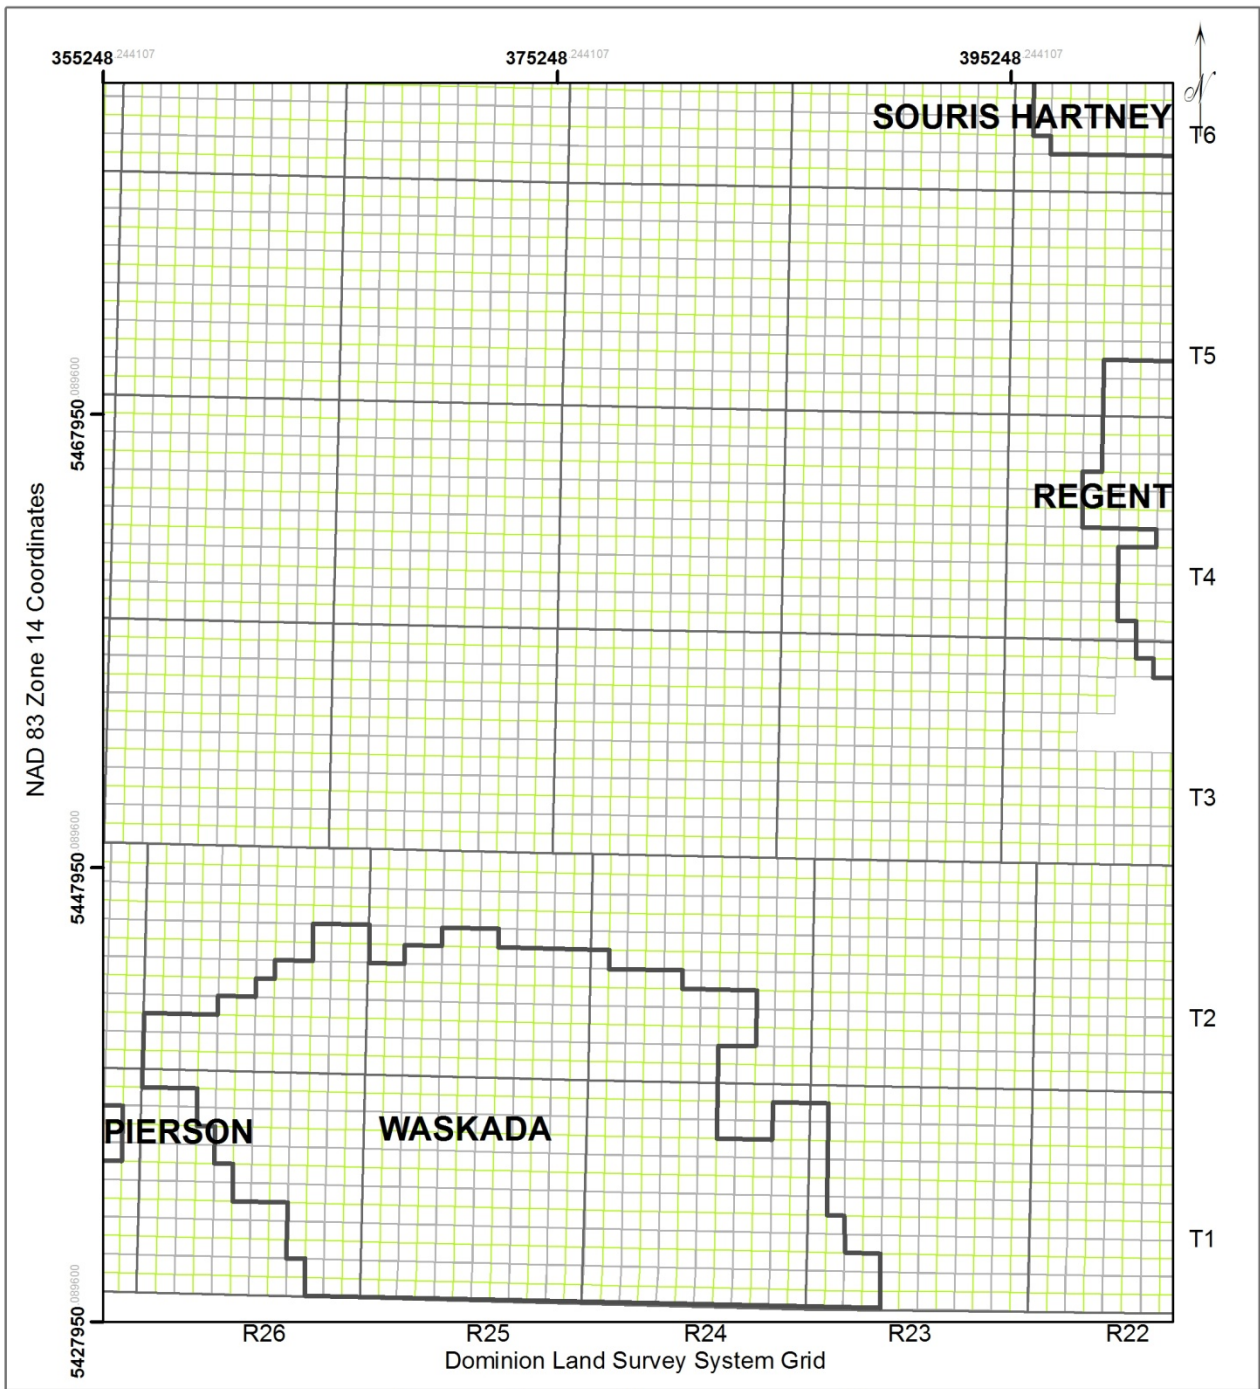 355248.244107 375248.244107 395248.244107
N
SOURIS HARTNEY
T6
T5
5467950.089600
REGENT
T4
NAD 83 Zone 14 Coordinates
T3
5447950.089600
T2
PIERSON WASKADA
T1
5427950.089600
R26 R25 R24 R23 R22
Dominion Land Survey System Grid